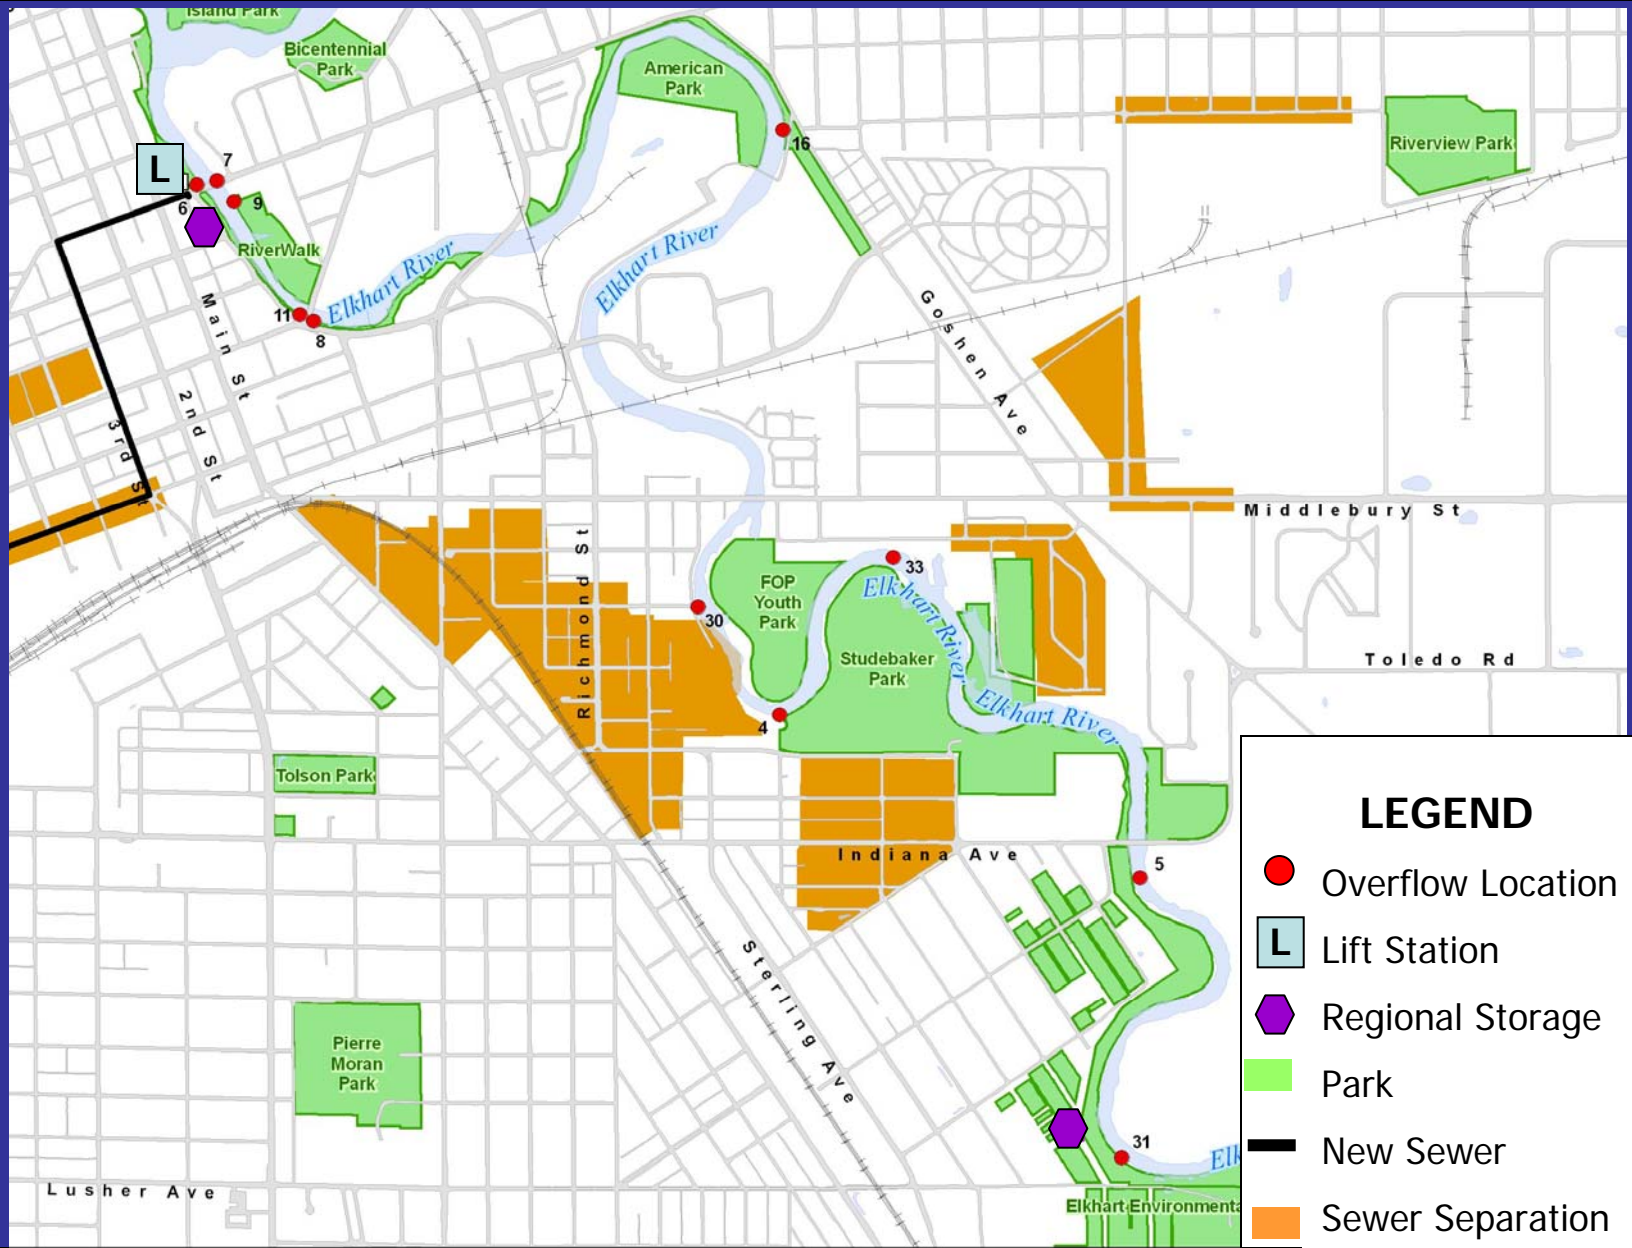 Island Park
Bicentennial
Park
American
Park
16
Riverview Park
L
7
6
9
RiverWalk
Elkhart River
Elkhart River
11
8
Main St
2nd St
3rd St
Goshen Ave
Middlebury St
Richmond St
FOP
Youth
Park
33
Elkhart River
30
Studebaker
Park
Elkhart River
4
Toledo Rd
Tolson Park
Indiana Ave
5
Sterling Ave
Pierre
Moran
Park
31
Elk
Lusher Ave
Elkhart Environmenta
LEGEND
Overflow Location
L Lift Station
Regional Storage
Park
New Sewer
Sewer Separation